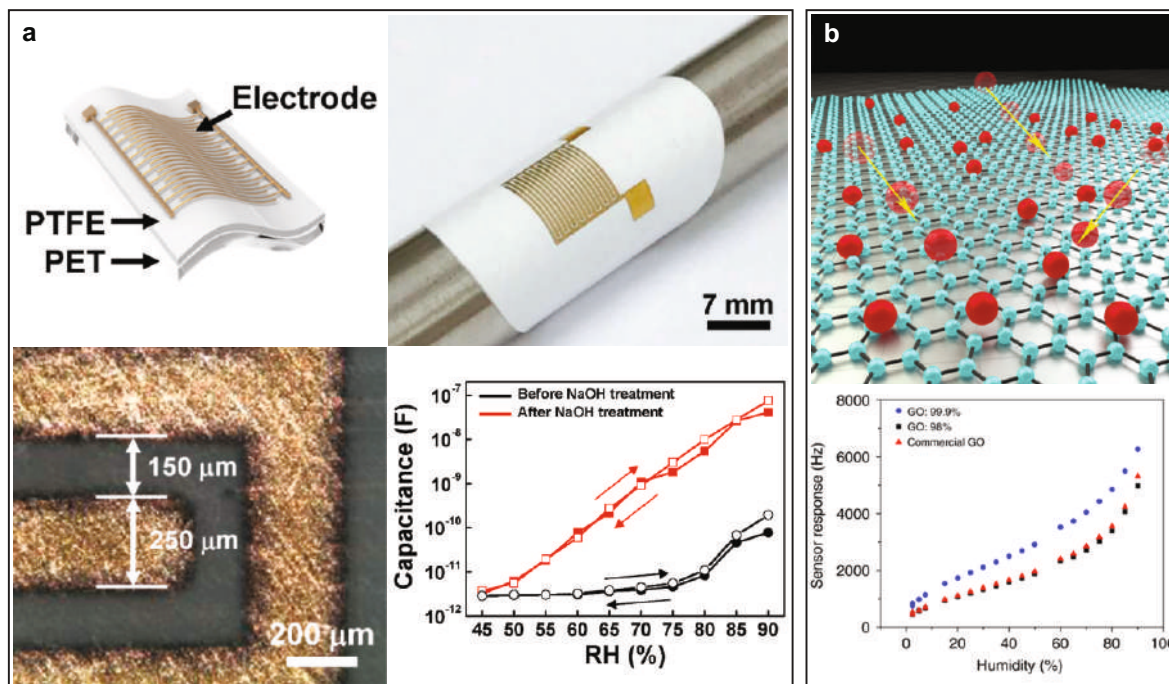 a
Electrode
PTFE
PET
7 mm
150 µm
250 µm
200 µm
Before NaOH treatment
After NaOH treatment
Capacitance (F)
10⁻⁷
10⁻⁸
10⁻⁹
10⁻¹⁰
10⁻¹¹
10⁻¹²
45 50 55 60 65 70 75 80 85 90
RH (%)
b
GO: 99.9%
GO: 98%
Commercial GO
Sensor response (Hz)
8000
6000
4000
2000
0
0 20 40 60 80 100
Humidity (%)